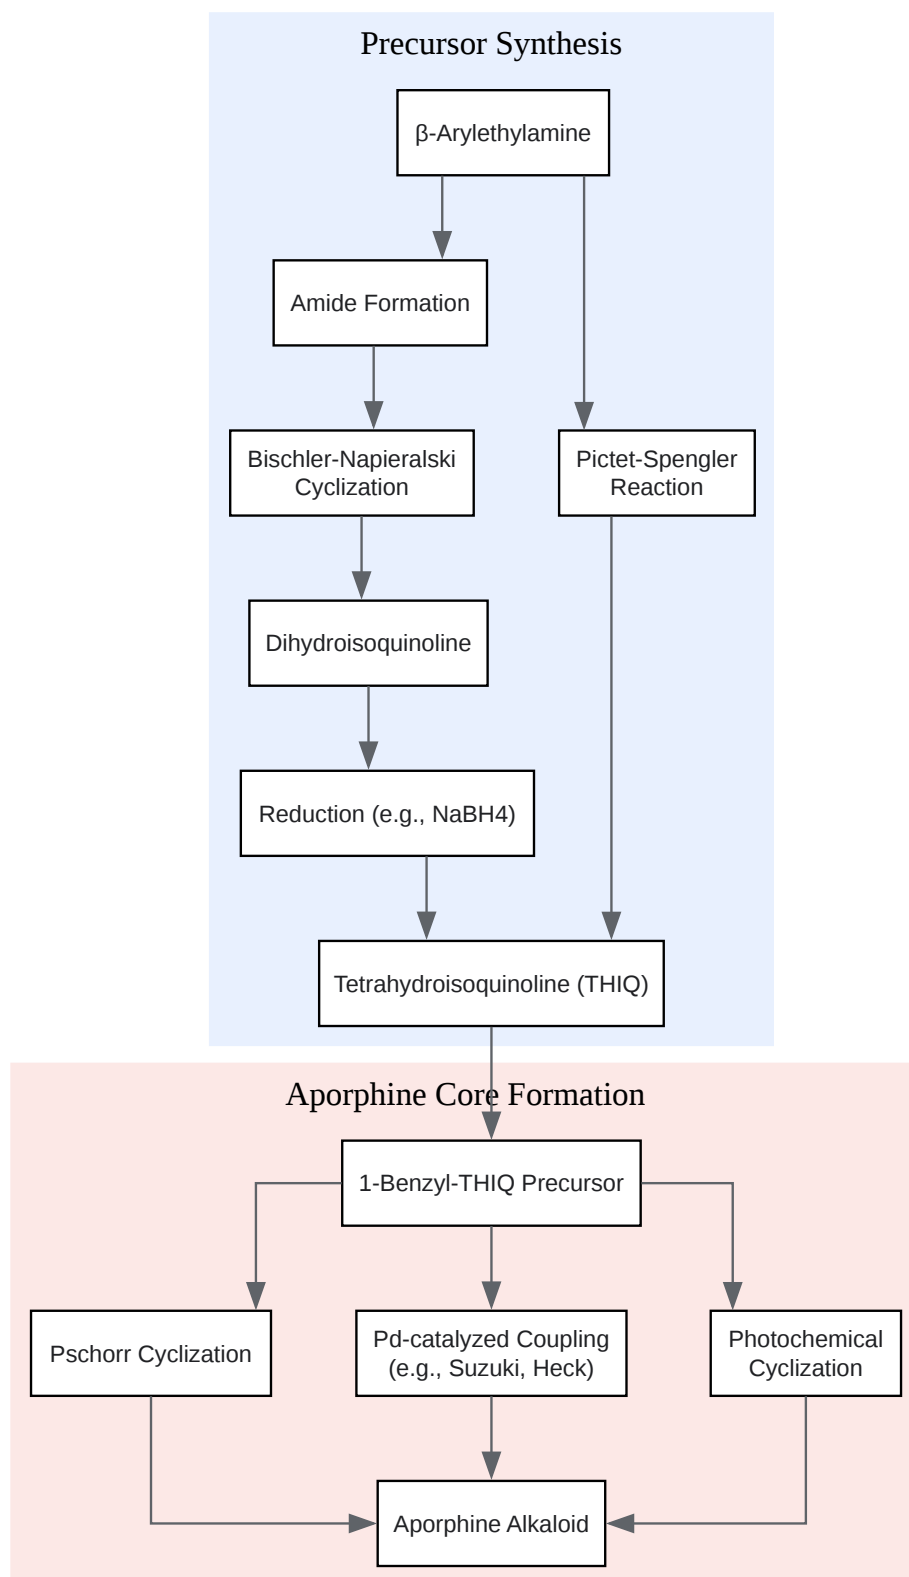 Precursor Synthesis
β-Arylethylamine
Amide Formation
Bischler-Napieralski
Cyclization
Pictet-Spengler
Reaction
Dihydroisoquinoline
Reduction (e.g., NaBH4)
Tetrahydroisoquinoline (THIQ)
Aporphine Core Formation
1-Benzyl-THIQ Precursor
Pschorr Cyclization
Pd-catalyzed Coupling
(e.g., Suzuki, Heck)
Photochemical
Cyclization
Aporphine Alkaloid